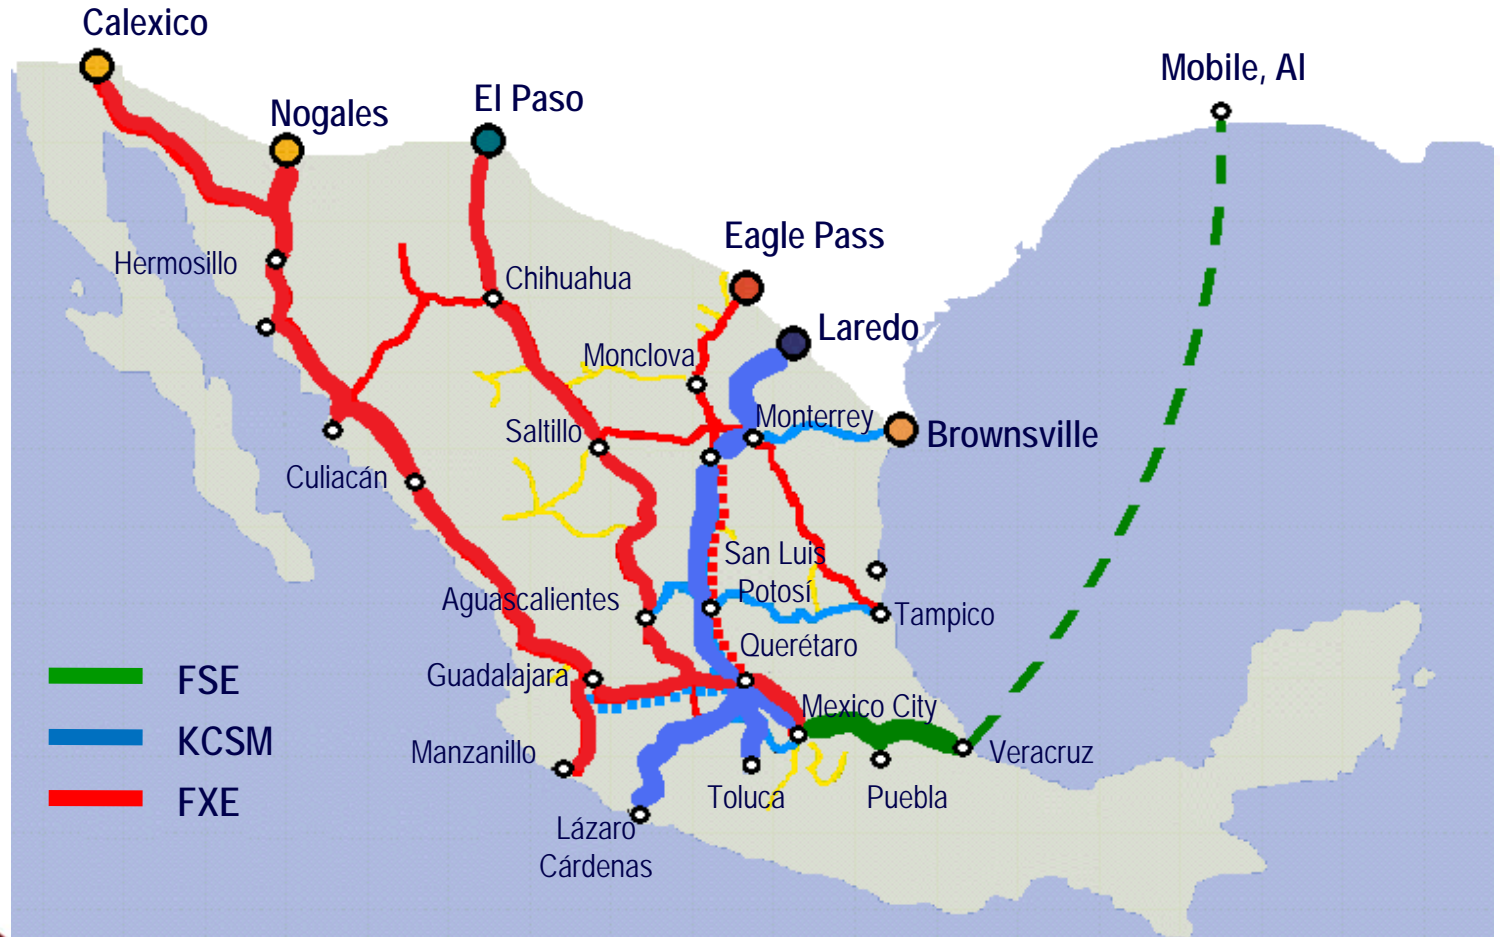 Calexico
Mobile, Al
Nogales
El Paso
Eagle Pass
Hermosillo
Chihuahua
Laredo
Monclova
Monterrey
Saltillo
Brownsville
Culiacán
San Luis
Potosí
Aguascalientes
Tampico
Querétaro
Guadalajara
FSE
Mexico City
KCSM
Manzanillo
Veracruz
FXE
Toluca
Puebla
Lázaro
Cárdenas